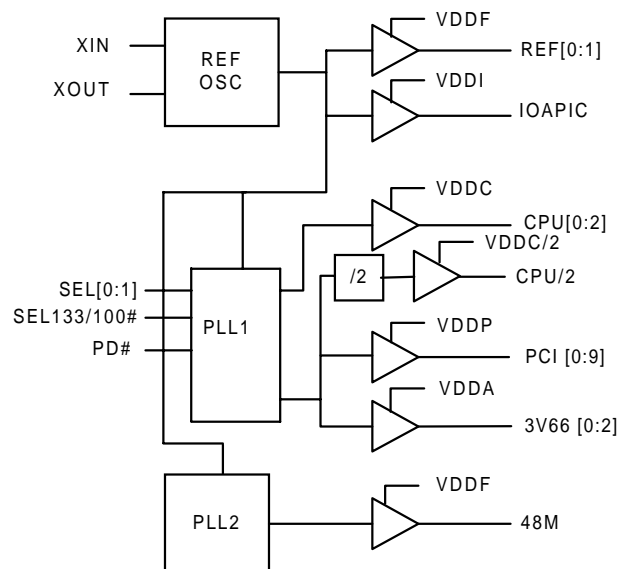 VDDF
XIN
REF
OSC
REF[0:1]
XOUT
VDDI
IOAPIC
VDDC
CPU[0:2]
VDDC/2
/2
CPU/2
SEL[0:1]
SEL133/100#
PLL1
PD#
VDDP
PCI [0:9]
VDDA
3V66 [0:2]
VDDF
PLL2
48M